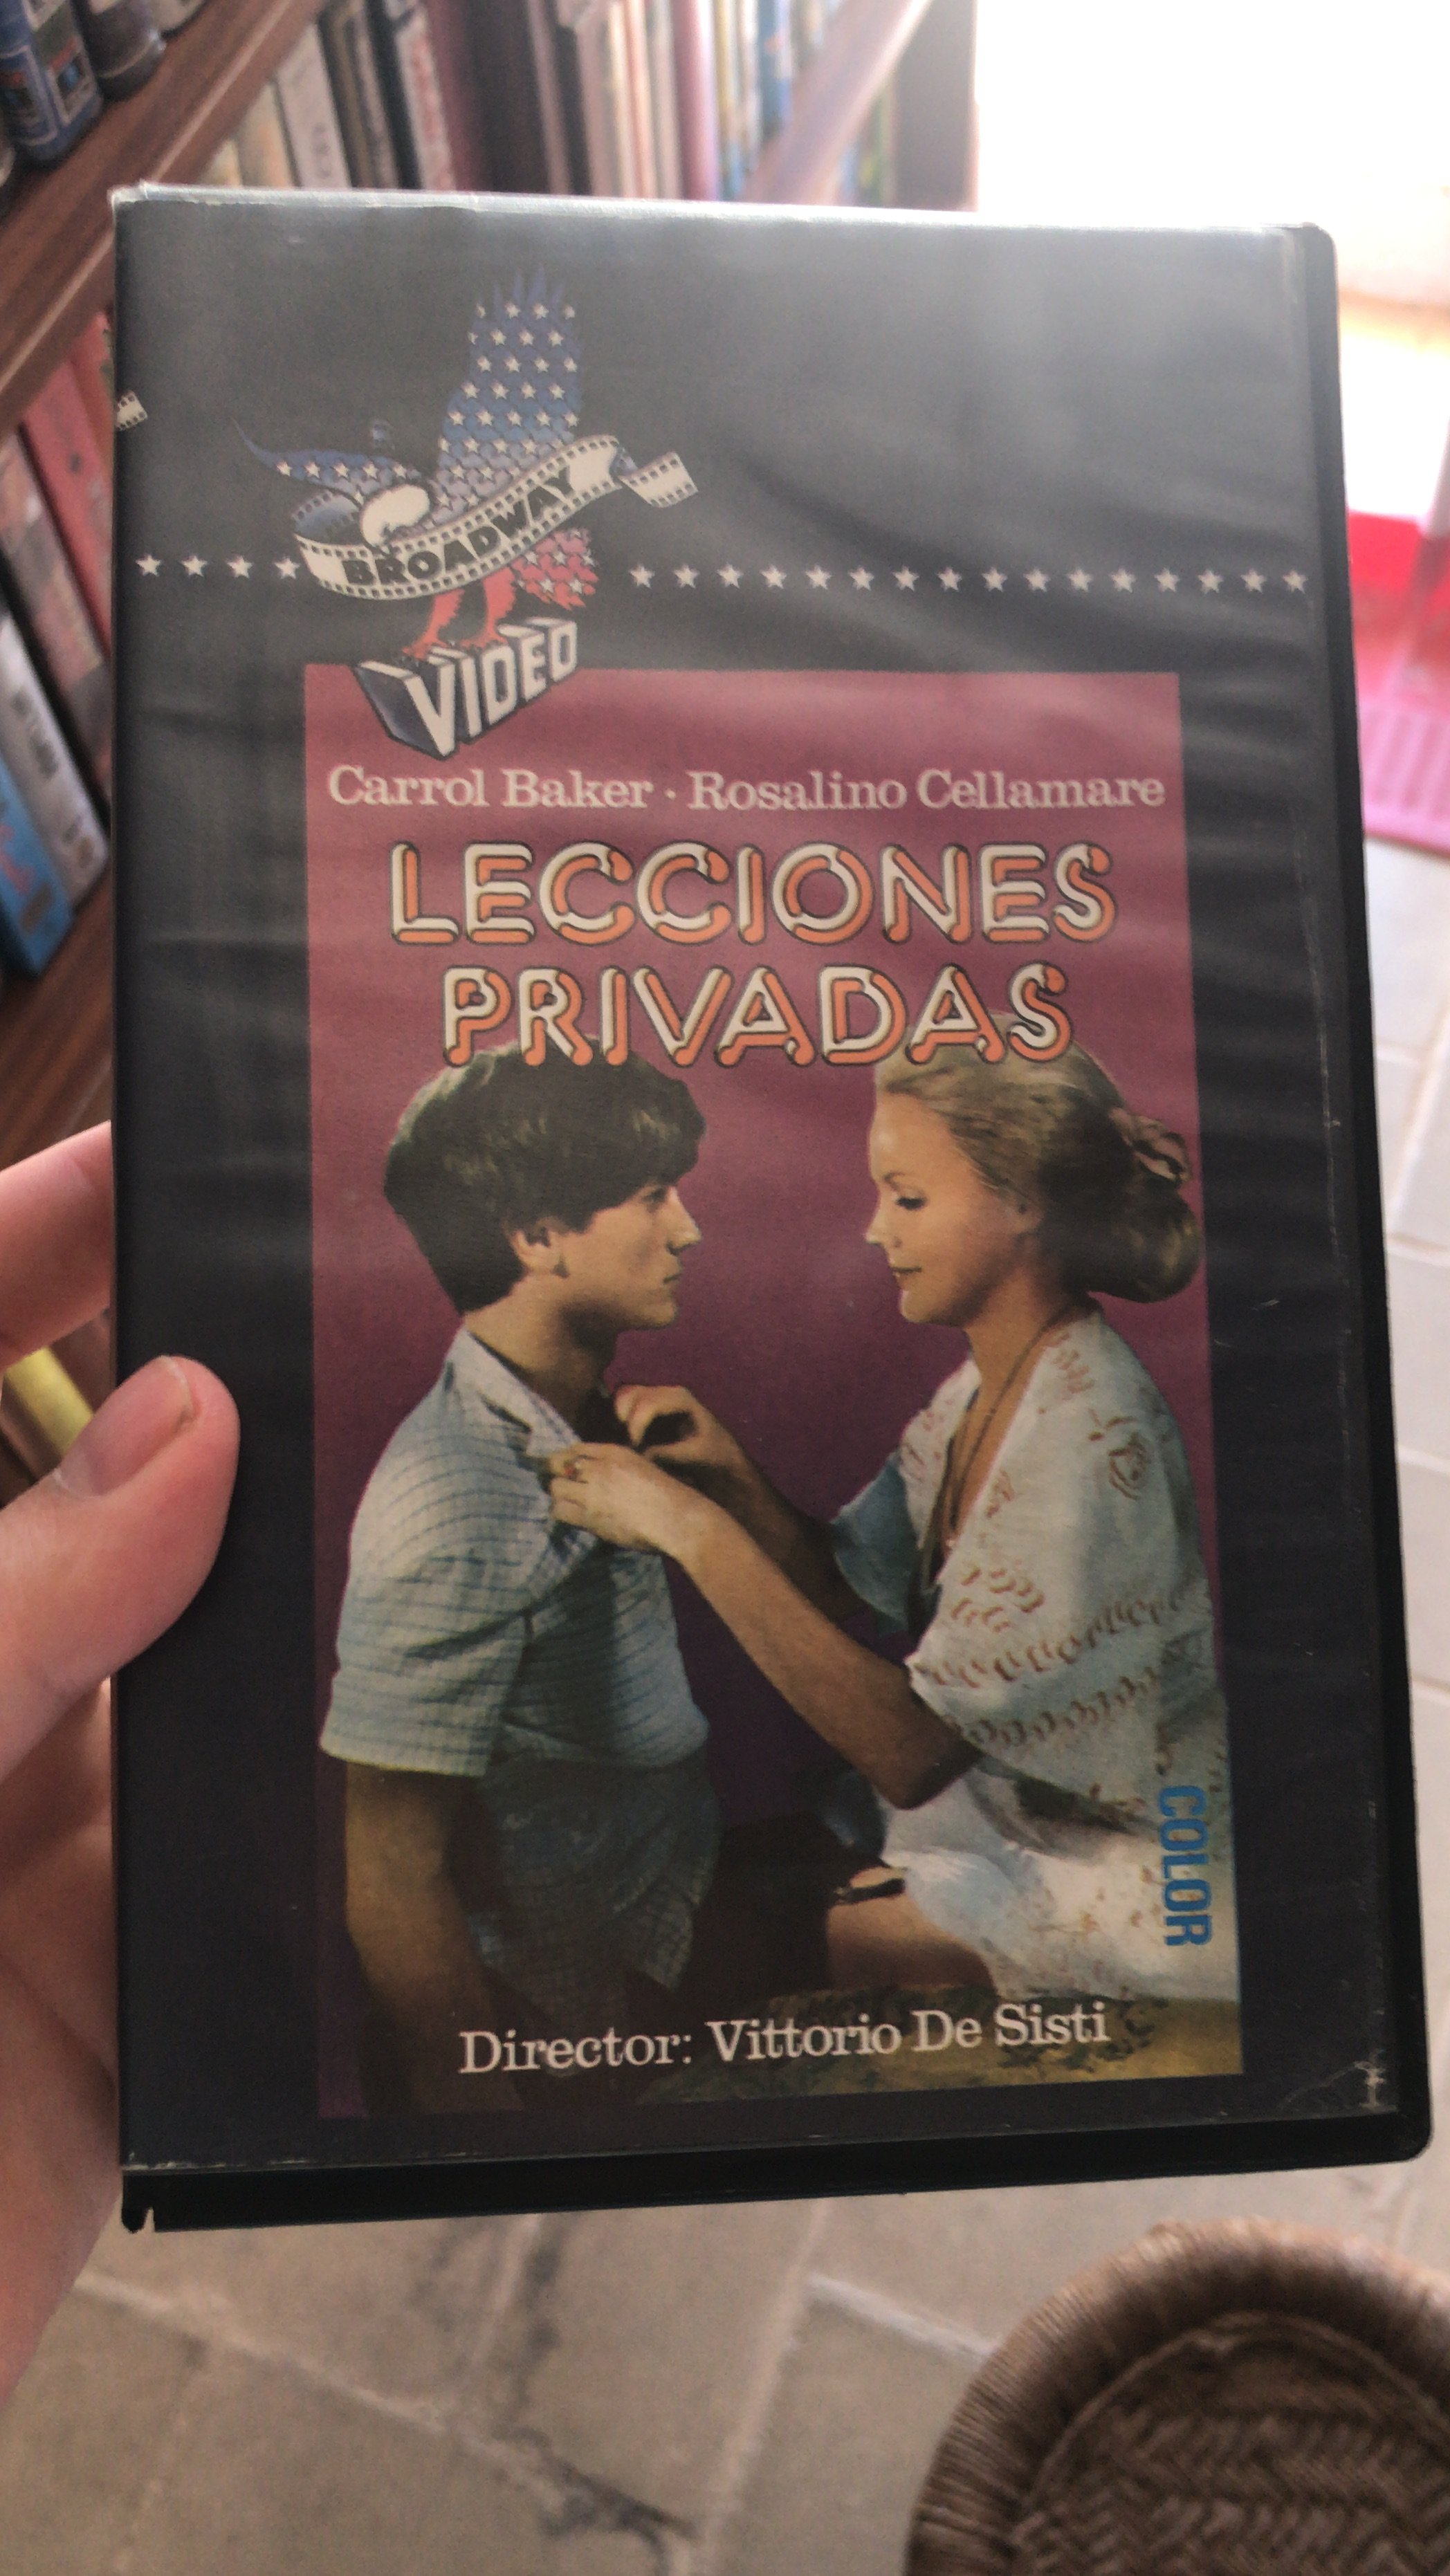 BROADWAY
VIDEO
Carrol Baker · Rosalino Cellamare
LECCIONES
PRIVADAS
COLOR
Director: Vittorio De Sisti